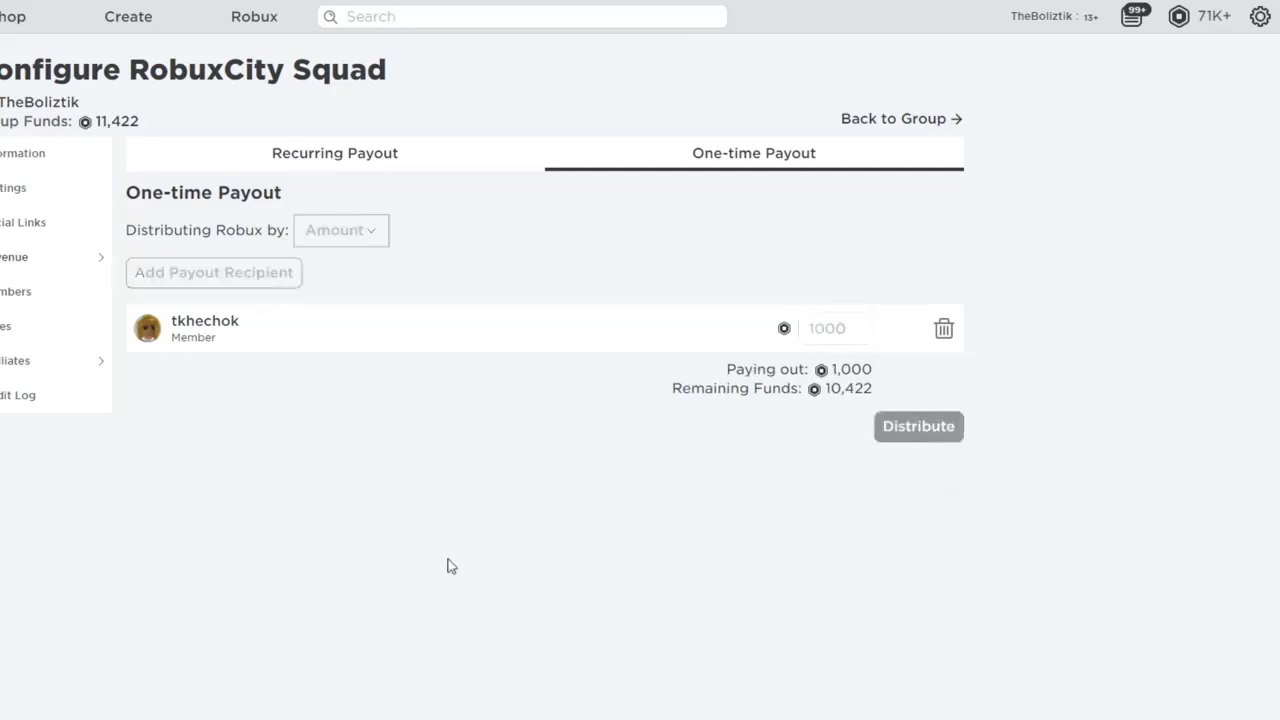 hop Create Robux Search TheBoliztik : 13+ 99+ 71K+
onfigure RobuxCity Squad
TheBoliztik
up Funds: 11,422
Back to Group →
ormation
tings
ial Links
enue
mbers
es
iliates
dit Log
Recurring Payout One-time Payout
One-time Payout
Distributing Robux by: Amount
Add Payout Recipient
tkhechok
Member
1000
Paying out: 1,000
Remaining Funds: 10,422
Distribute